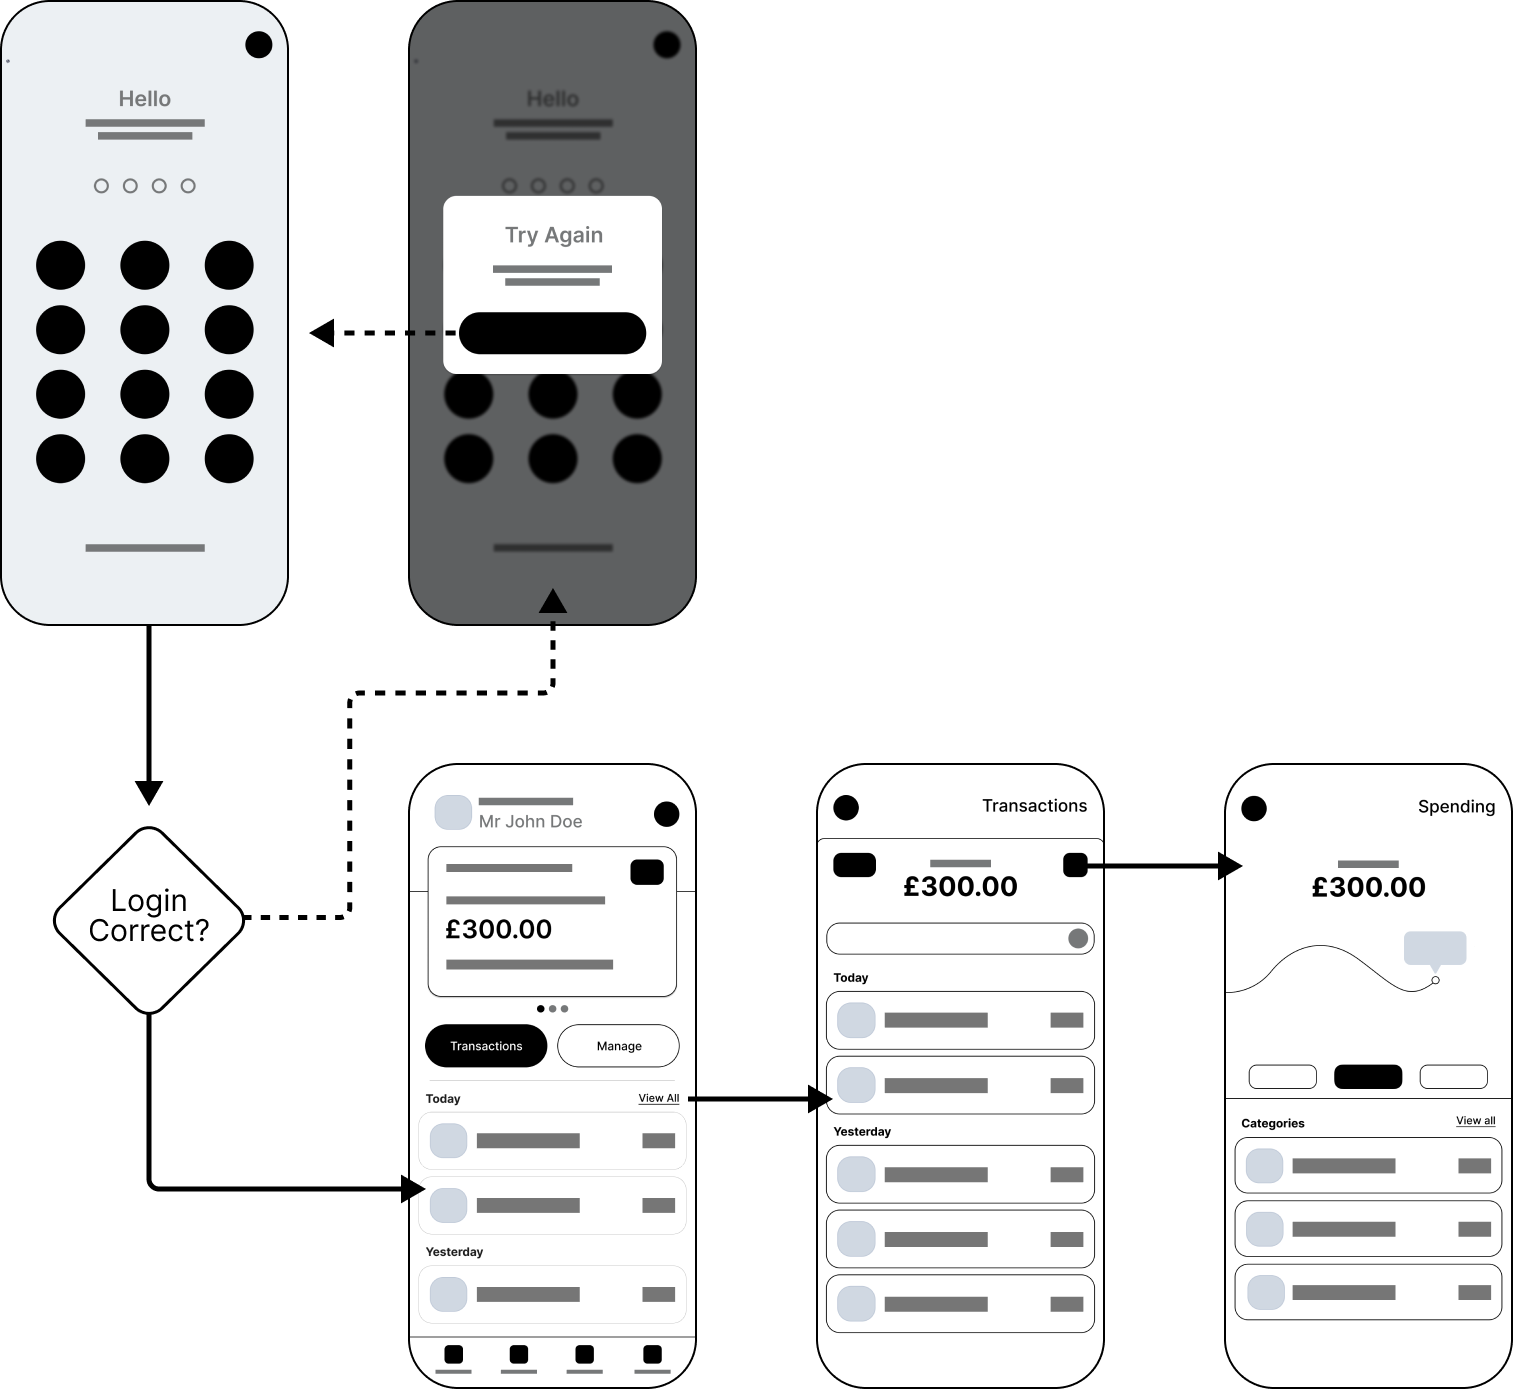 Hello
Hello
Try Again
Login
Correct?
Mr John Doe
£300.00
Transactions
Manage
Today
View All
Yesterday
Transactions
£300.00
Today
Yesterday
Spending
£300.00
Categories
View all